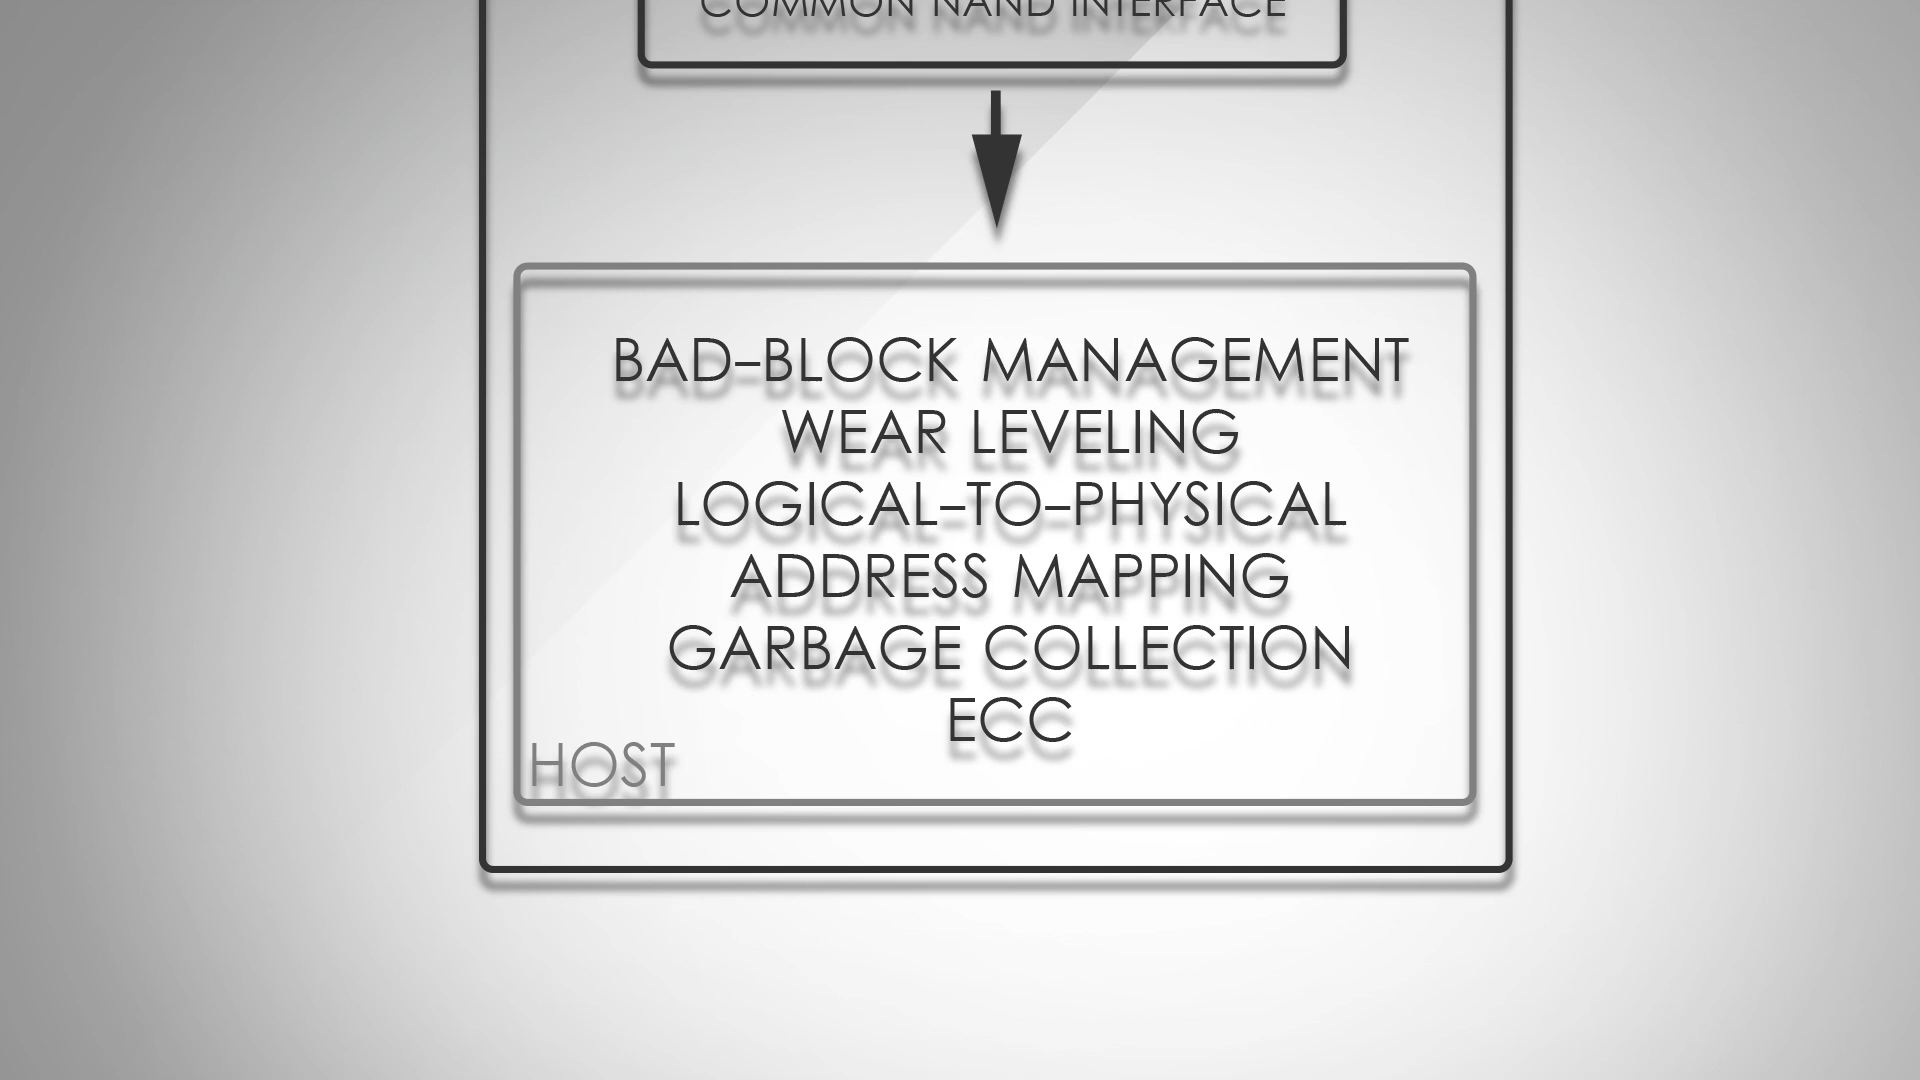 COMMON NAND INTERFACE
BAD–BLOCK MANAGEMENT
WEAR LEVELING
LOGICAL–TO–PHYSICAL
ADDRESS MAPPING
GARBAGE COLLECTION
ECC
HOST